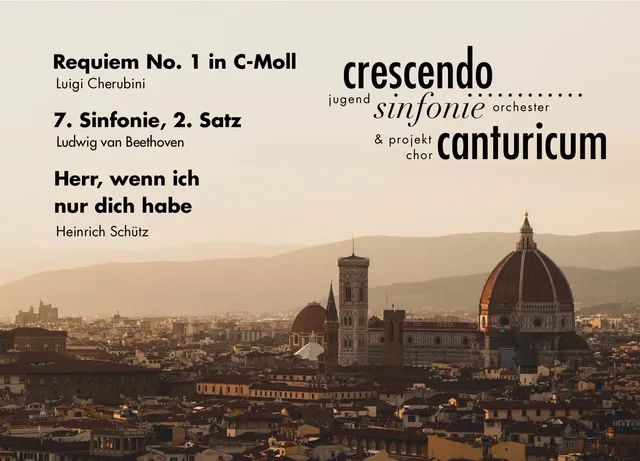 Requiem No. 1 in C-Moll
Luigi Cherubini
7. Sinfonie, 2. Satz
Ludwig van Beethoven
Herr, wenn ich
nur dich habe
Heinrich Schütz
crescendo
jugend sinfonie orchester
& projekt
chor canturicum